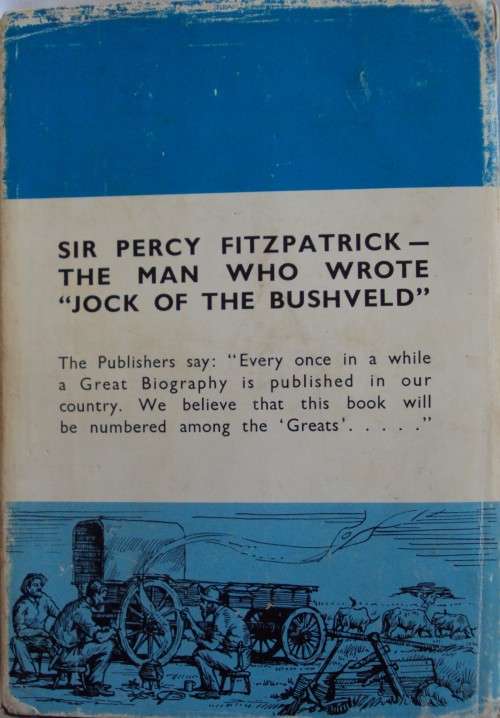 SIR PERCY FITZPATRICK —
THE MAN WHO WROTE
“JOCK OF THE BUSHVELD”
The Publishers say: “Every once in a while
a Great Biography is published in our
country. We believe that this book will
be numbered among the ‘Greats’. . . . .”